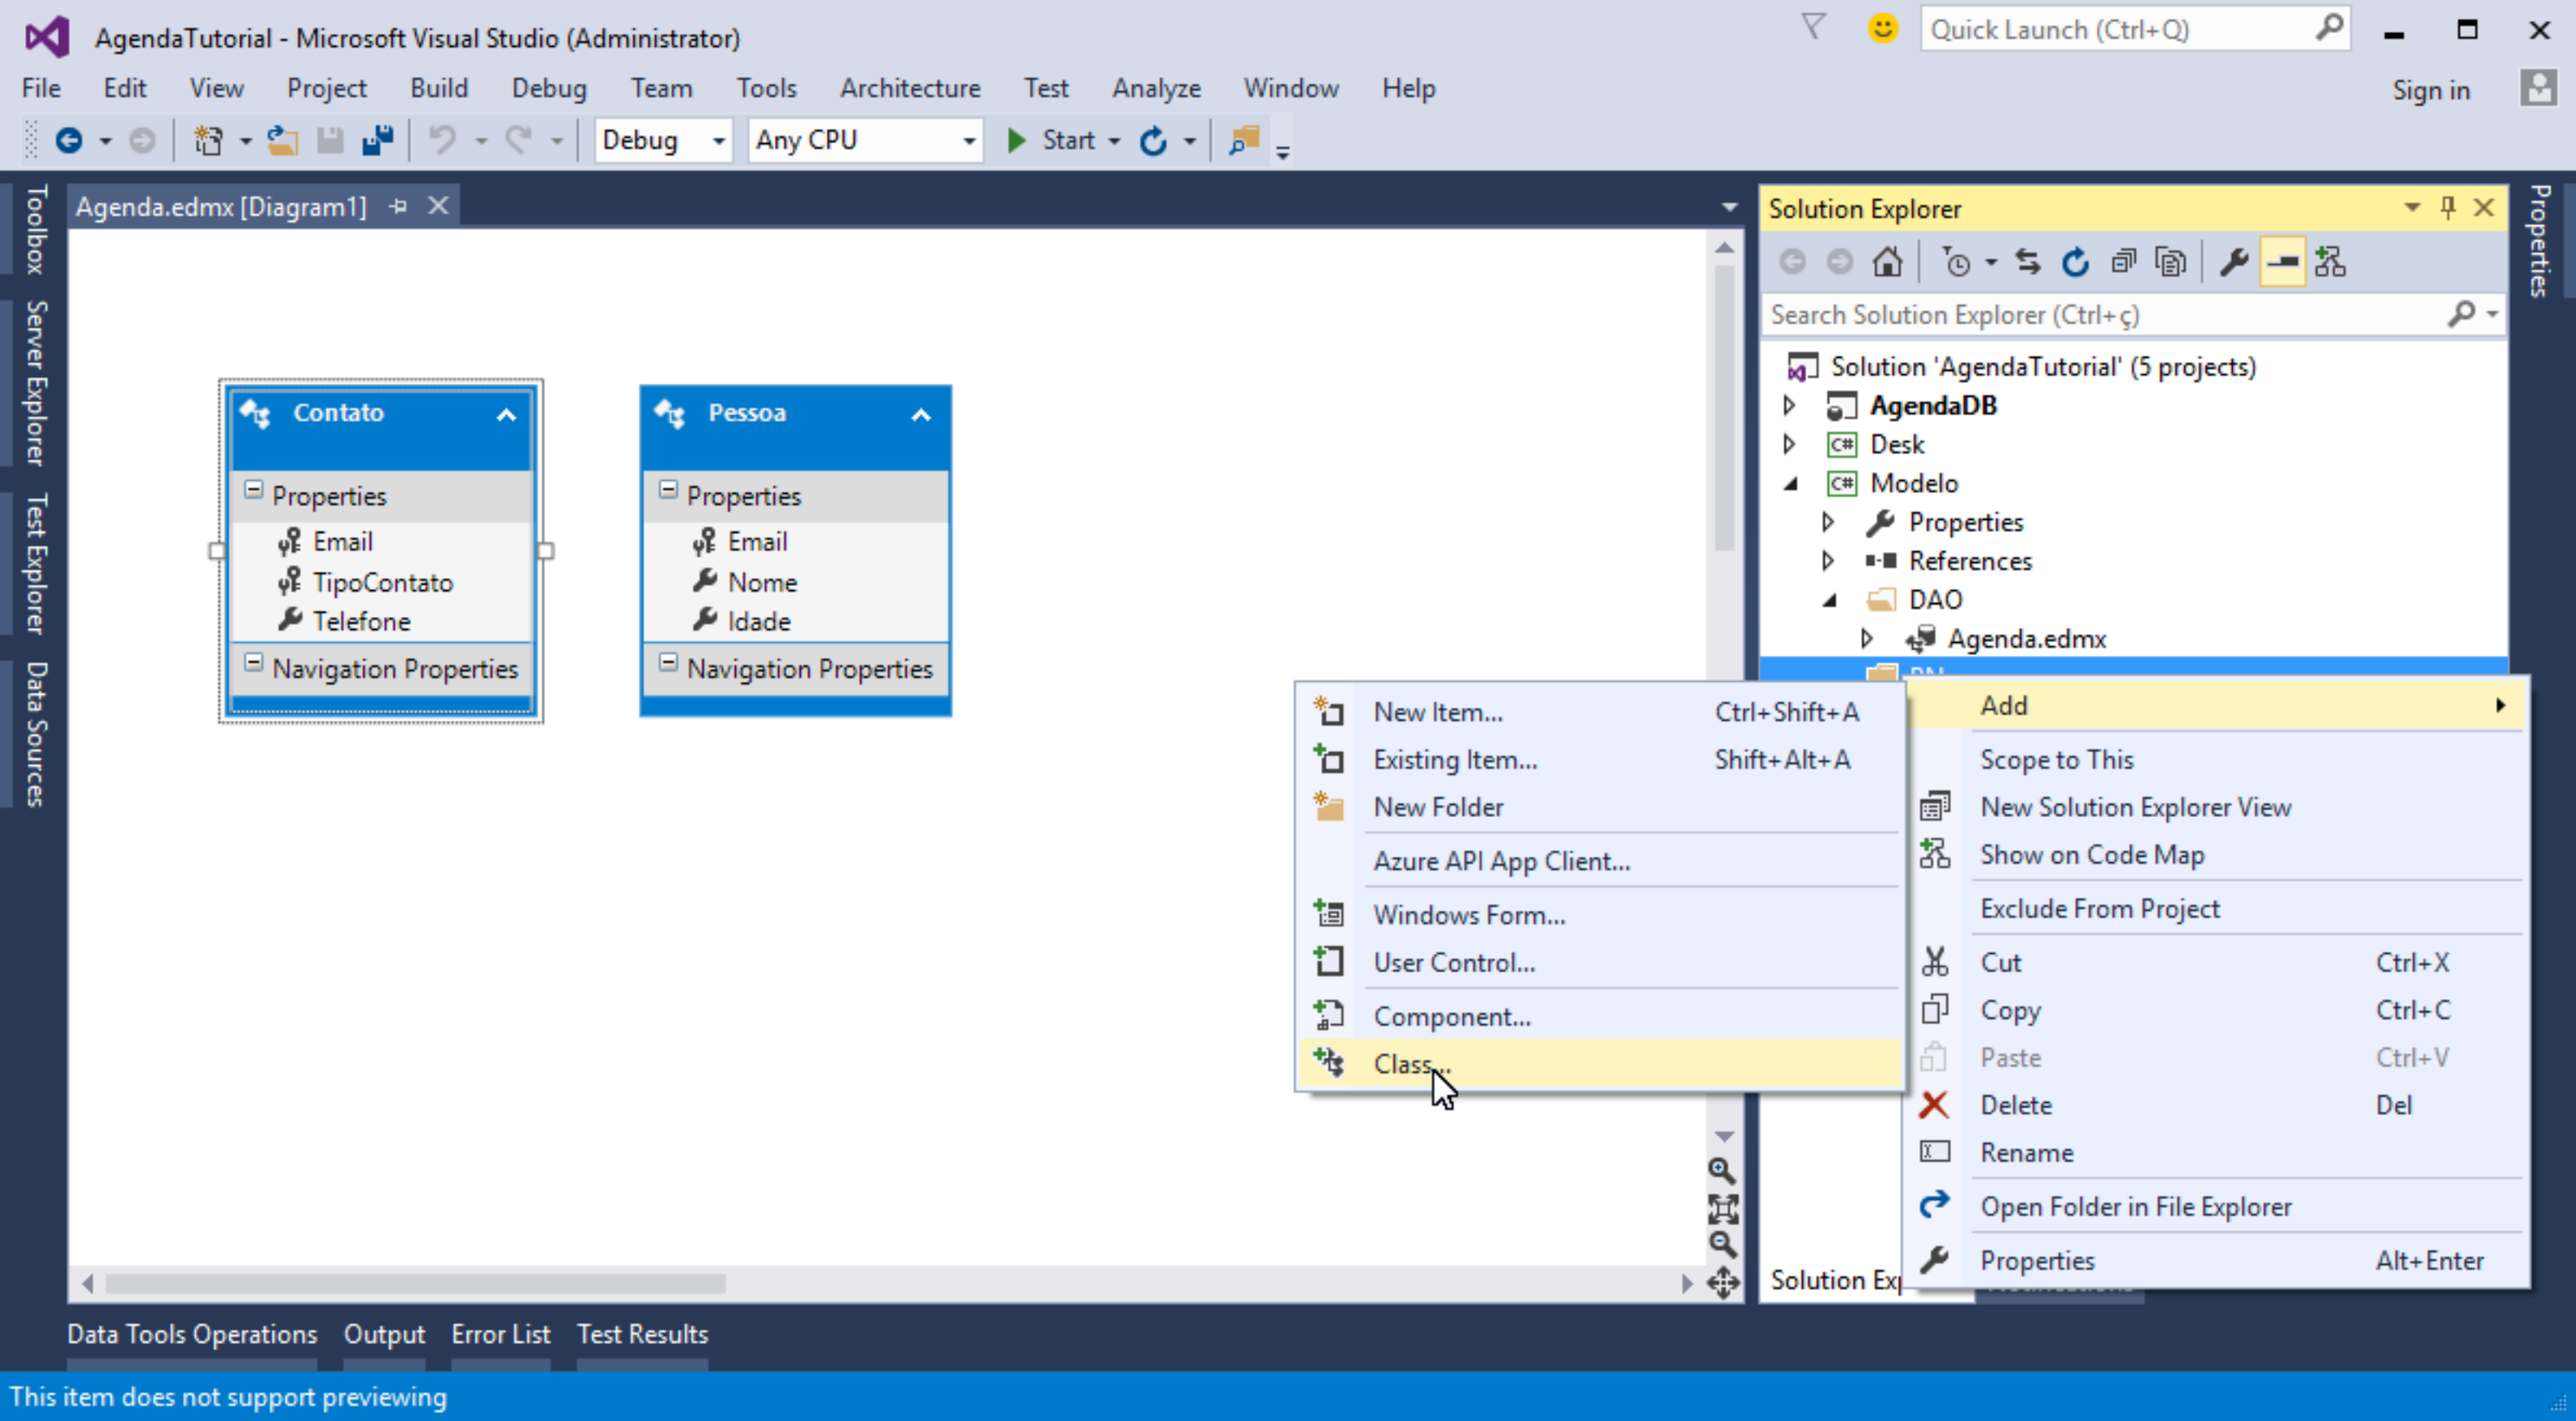 AgendaTutorial - Microsoft Visual Studio (Administrator)
Quick Launch (Ctrl+Q)
File Edit View Project Build Debug Team Tools Architecture Test Analyze Window Help
Sign in
Debug Any CPU Start
Toolbox
Server Explorer
Test Explorer
Data Sources
Agenda.edmx [Diagram1]
Contato
Properties
Email
TipoContato
Telefone
Navigation Properties
Pessoa
Properties
Email
Nome
Idade
Navigation Properties
Solution Explorer
Search Solution Explorer (Ctrl+ç)
Solution 'AgendaTutorial' (5 projects)
AgendaDB
C# Desk
C# Modelo
Properties
References
DAO
Agenda.edmx
Properties
New Item... Ctrl+Shift+A
Existing Item... Shift+Alt+A
New Folder
Azure API App Client...
Windows Form...
User Control...
Component...
Class...
Add
Scope to This
New Solution Explorer View
Show on Code Map
Exclude From Project
Cut Ctrl+X
Copy Ctrl+C
Paste Ctrl+V
Delete Del
Rename
Open Folder in File Explorer
Properties Alt+Enter
Solution Exp
Data Tools Operations Output Error List Test Results
This item does not support previewing